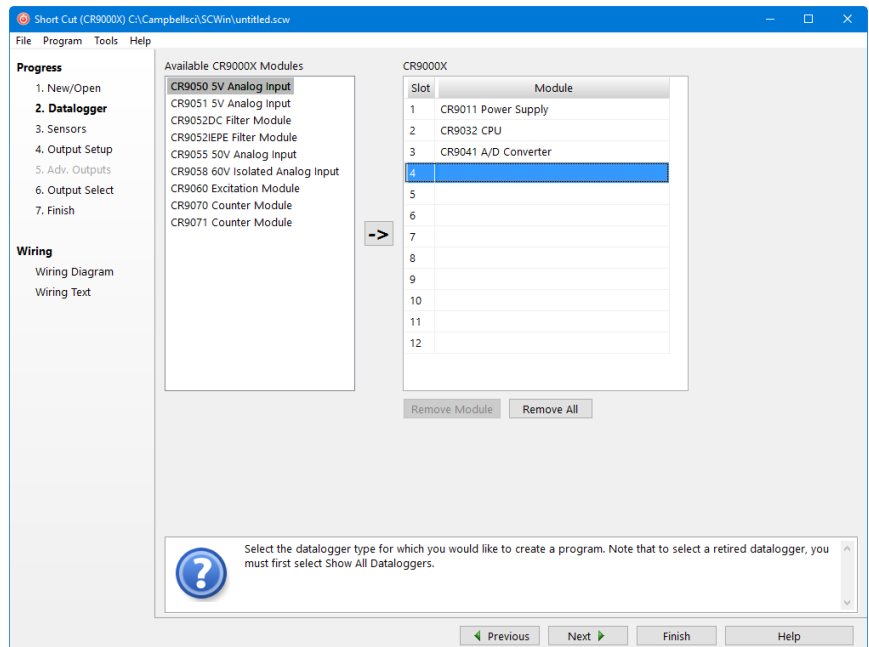 Short Cut (CR9000X) C:\Campbellsci\SCWin\untitled.scw
File Program Tools Help
Progress
1. New/Open
2. Datalogger
3. Sensors
4. Output Setup
5. Adv. Outputs
6. Output Select
7. Finish
Wiring
Wiring Diagram
Wiring Text
Available CR9000X Modules
CR9050 5V Analog Input
CR9051 5V Analog Input
CR9052DC Filter Module
CR9052IEPE Filter Module
CR9055 50V Analog Input
CR9058 60V Isolated Analog Input
CR9060 Excitation Module
CR9070 Counter Module
CR9071 Counter Module
->
CR9000X
Slot Module
1 CR9011 Power Supply
2 CR9032 CPU
3 CR9041 A/D Converter
4
5
6
7
8
9
10
11
12
Remove Module Remove All
?
Select the datalogger type for which you would like to create a program. Note that to select a retired datalogger, you
must first select Show All Dataloggers.
Previous Next Finish Help